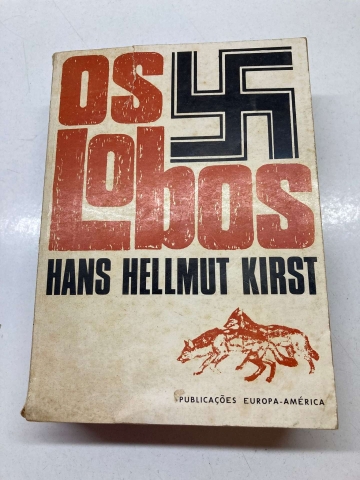 OS
Lobos
HANS HELLMUT KIRST
PUBLICAÇÕES EUROPA-AMÉRICA